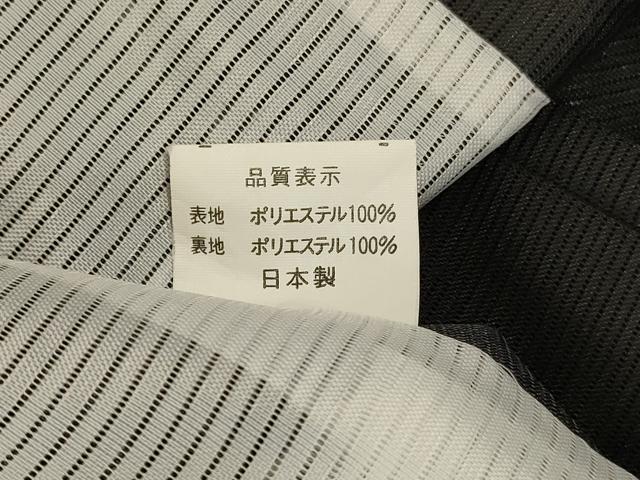 品質表示
表地 ポリエステル100%
裏地 ポリエステル100%
日本製